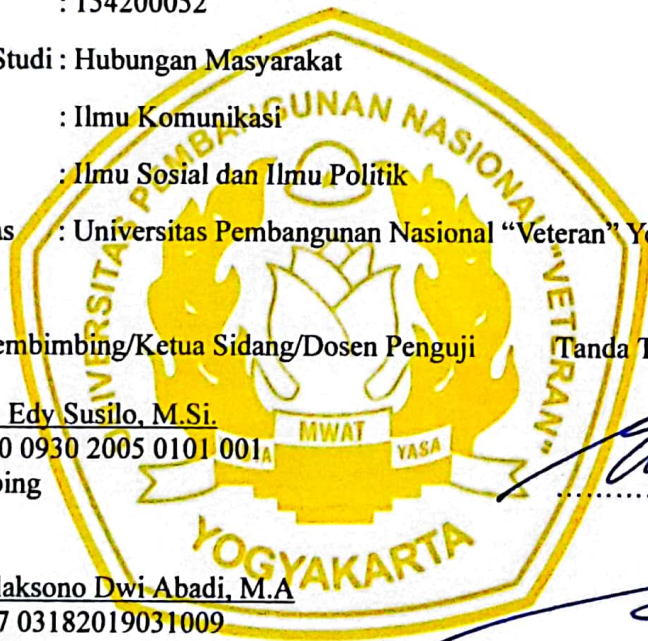 : 154200052
Studi : Hubungan Masyarakat
: Ilmu Komunikasi
: Ilmu Sosial dan Ilmu Politik
: Universitas Pembangunan Nasional “Veteran” Yo
UNIVERSITAS PEMBANGUNAN NASIONAL "VETERAN"
embimbing/Ketua Sidang/Dosen Penguji Tanda T
Edy Susilo, M.Si.
0 0930 2005 0101 001
bing
MWAT
YASA
YOGYAKARTA
laksono Dwi Abadi, M.A
7 03182019031009